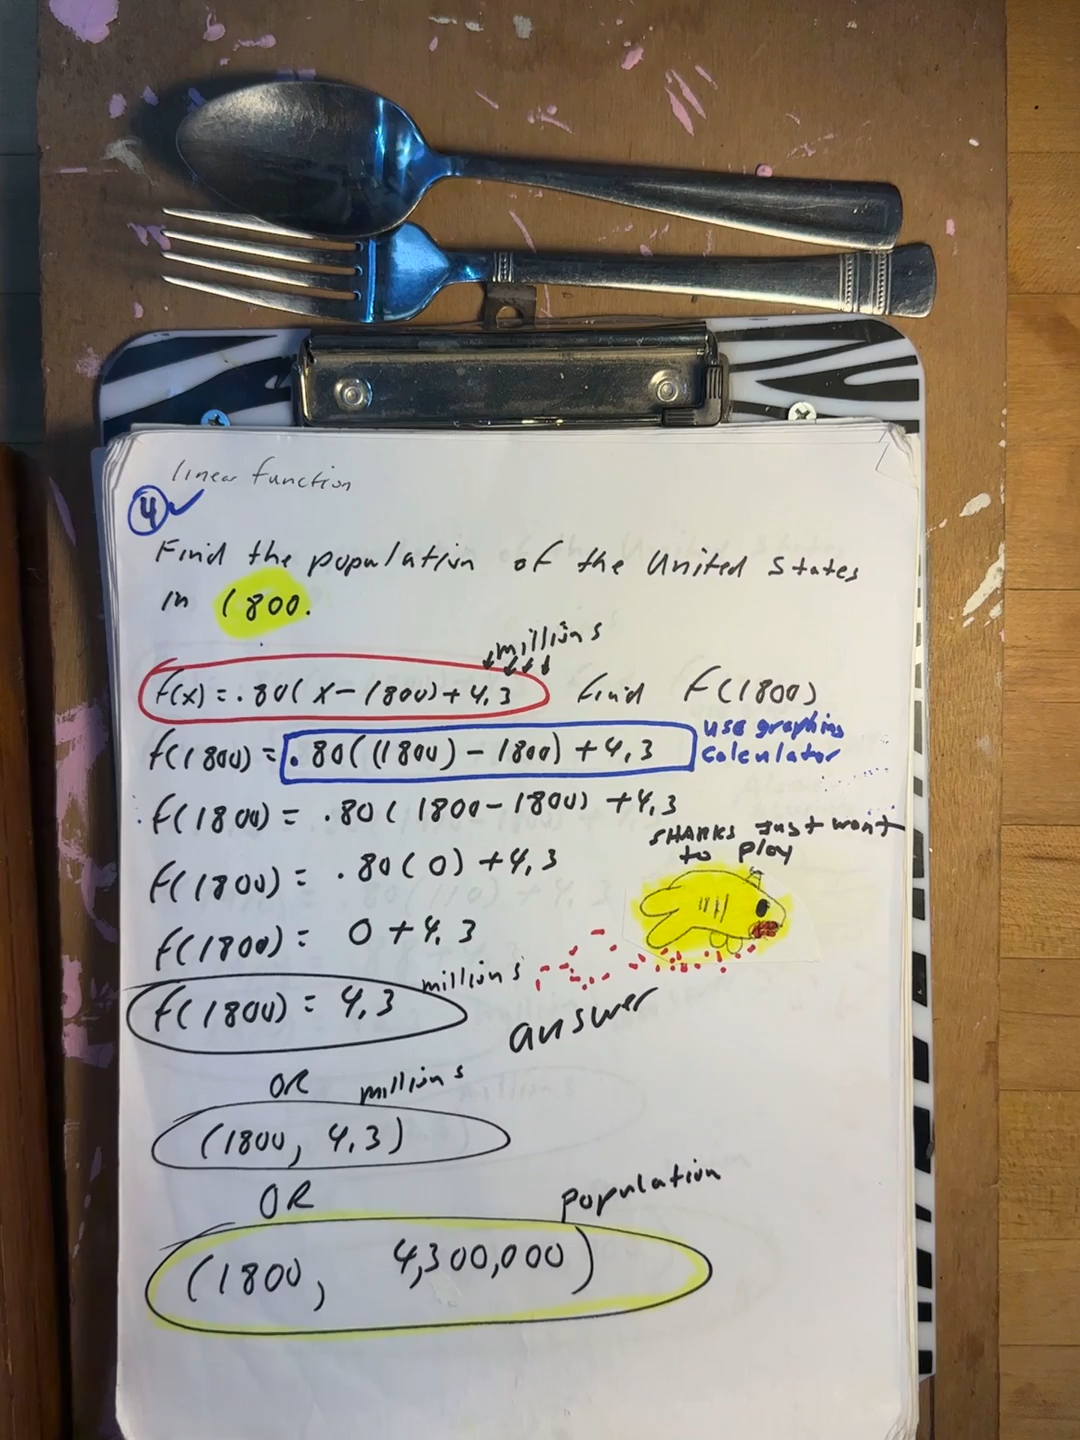 linear function
4
Find the population of the United States
in 1800.
millions
f(x) = .80(x-1800)+4.3 find f(1800)
f(1800) = .80((1800)-1800)+4.3
use graphing
calculator
f(1800) = .80(1800-1800)+4.3
SHARKS Just want
to play
f(1800) = .80(0)+4.3
f(1800) = 0+4.3
f(1800) = 4.3 millions
answer
OR millions
(1800, 4.3)
OR population
(1800, 4,300,000)